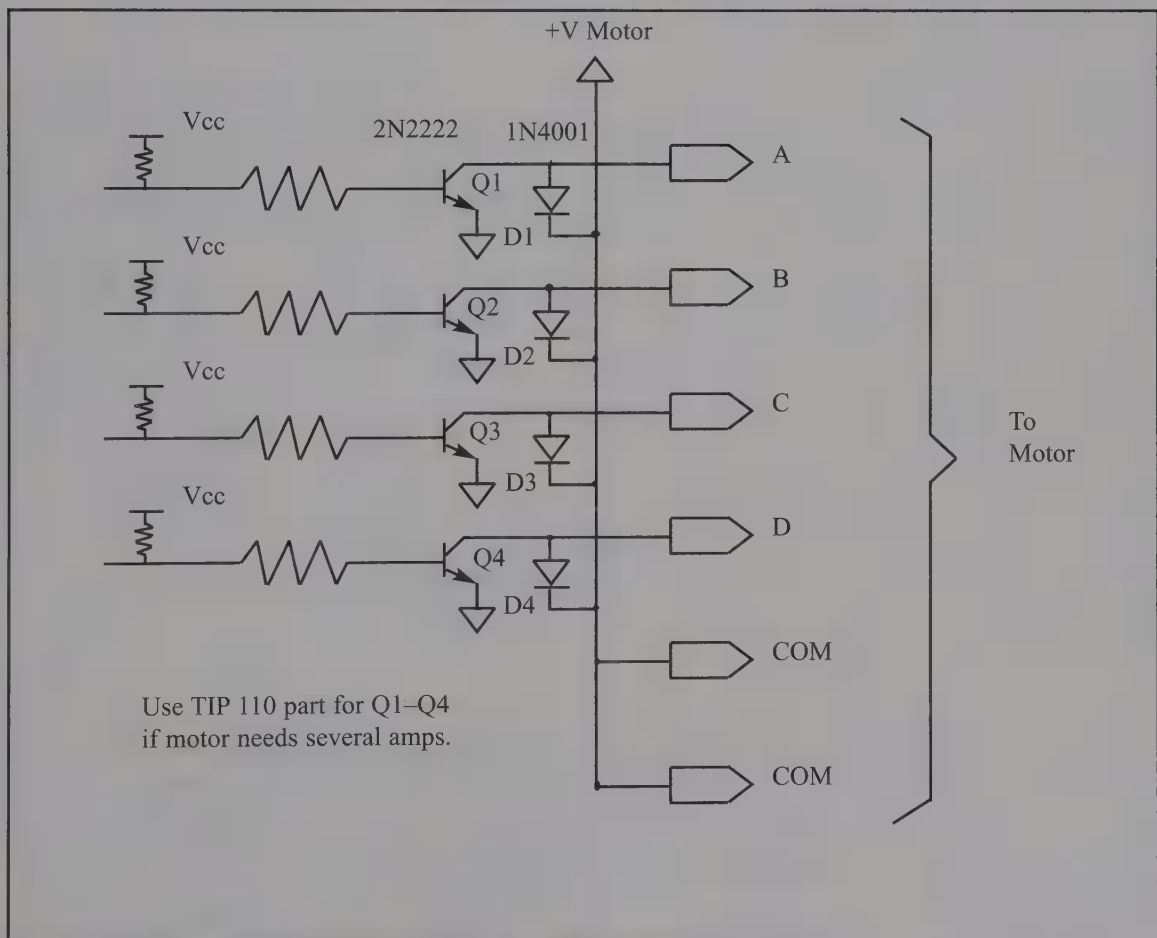 +V Motor
Vcc
2N2222
1N4001
A
Q1
D1
Vcc
B
Q2
D2
Vcc
C
Q3
D3
To
Motor
Vcc
D
Q4
D4
COM
Use TIP 110 part for Q1–Q4
if motor needs several amps.
COM